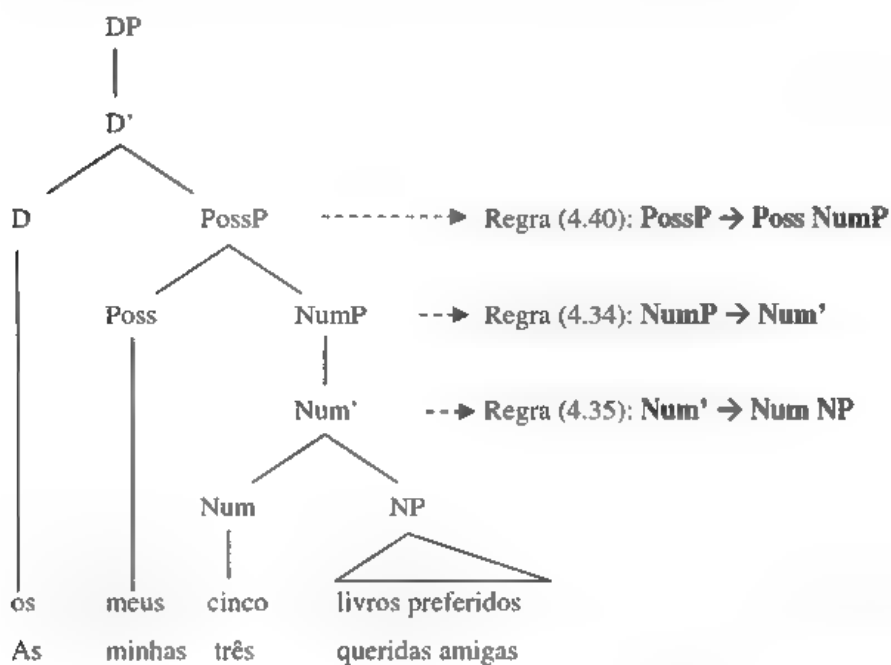 DP
D'
D PossP Regra (4.40): PossP → Poss NumP
Poss NumP Regra (4.34): NumP → Num'
Num' Regra (4.35): Num' → Num NP
Num NP
os meus cinco livros preferidos
As minhas três queridas amigas